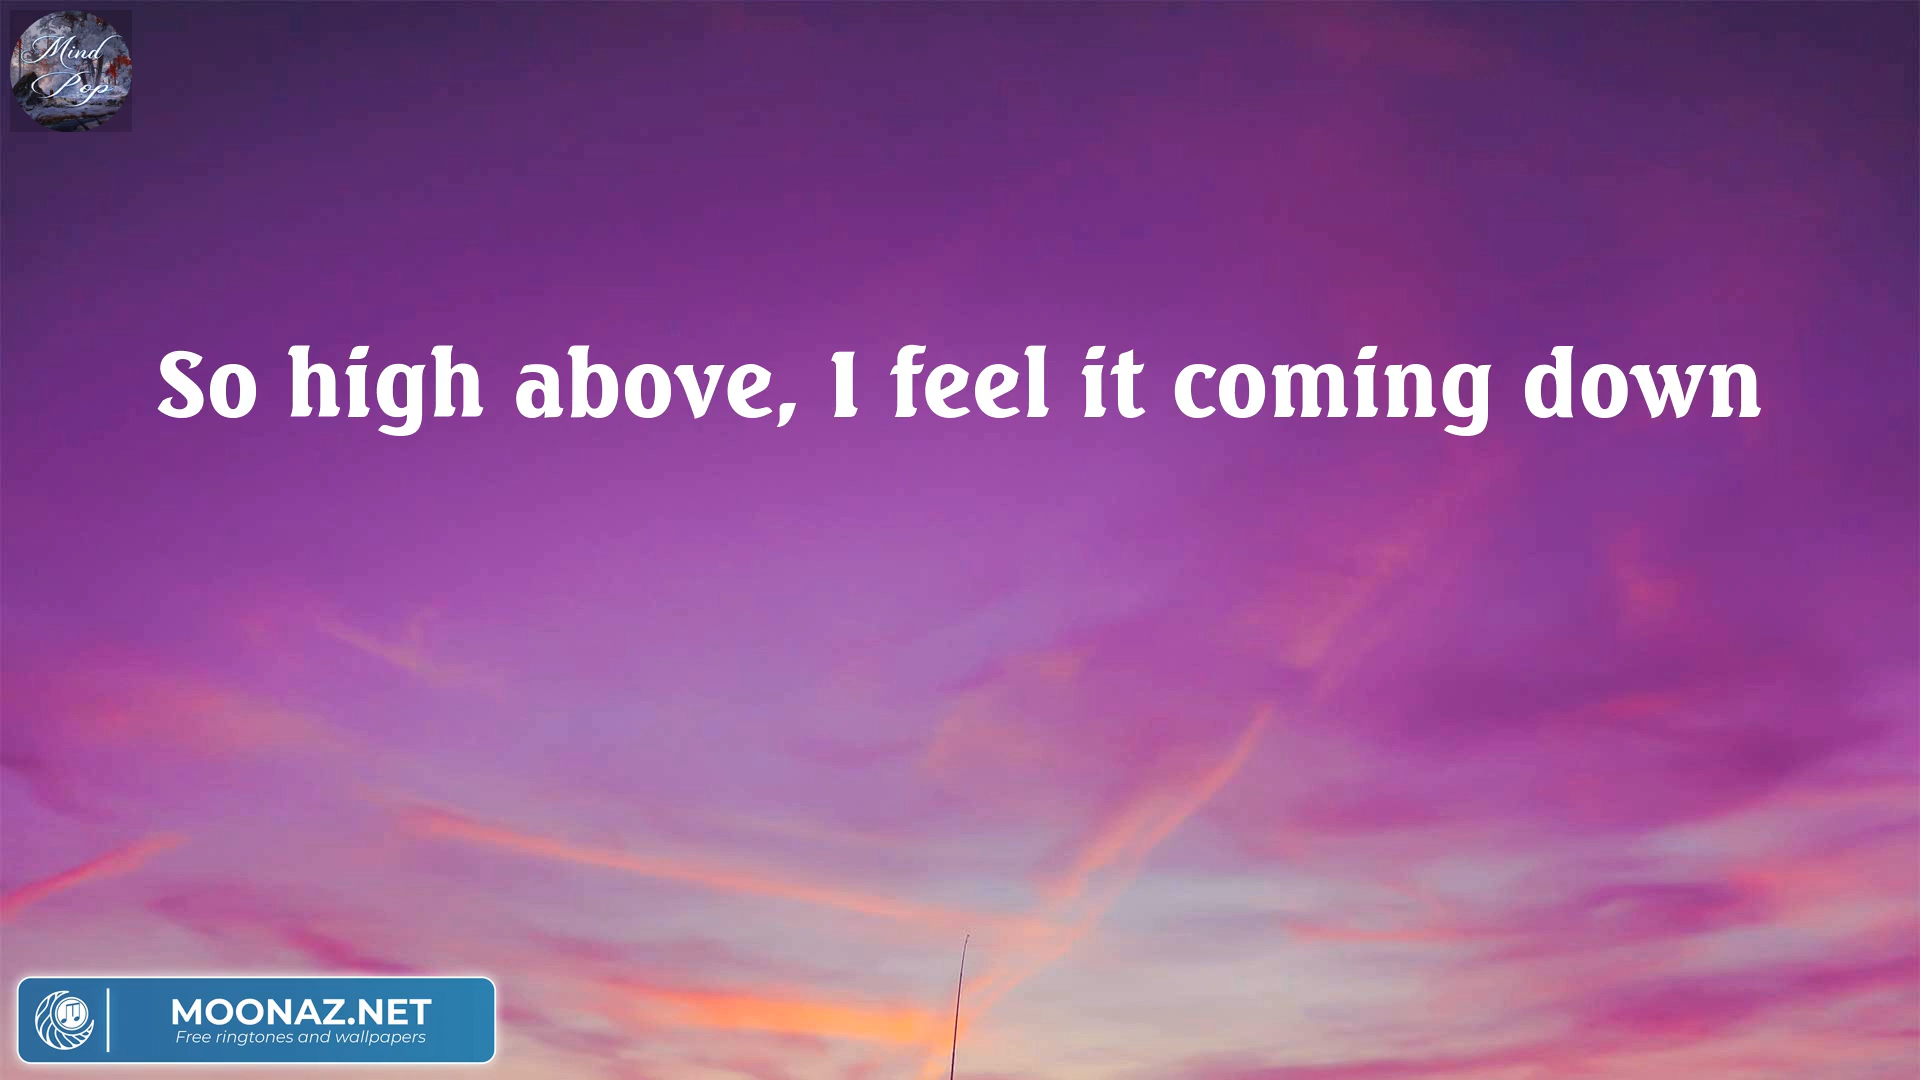 Mind
Pop
So high above, I feel it coming down
MOONAZ.NET
Free ringtones and wallpapers